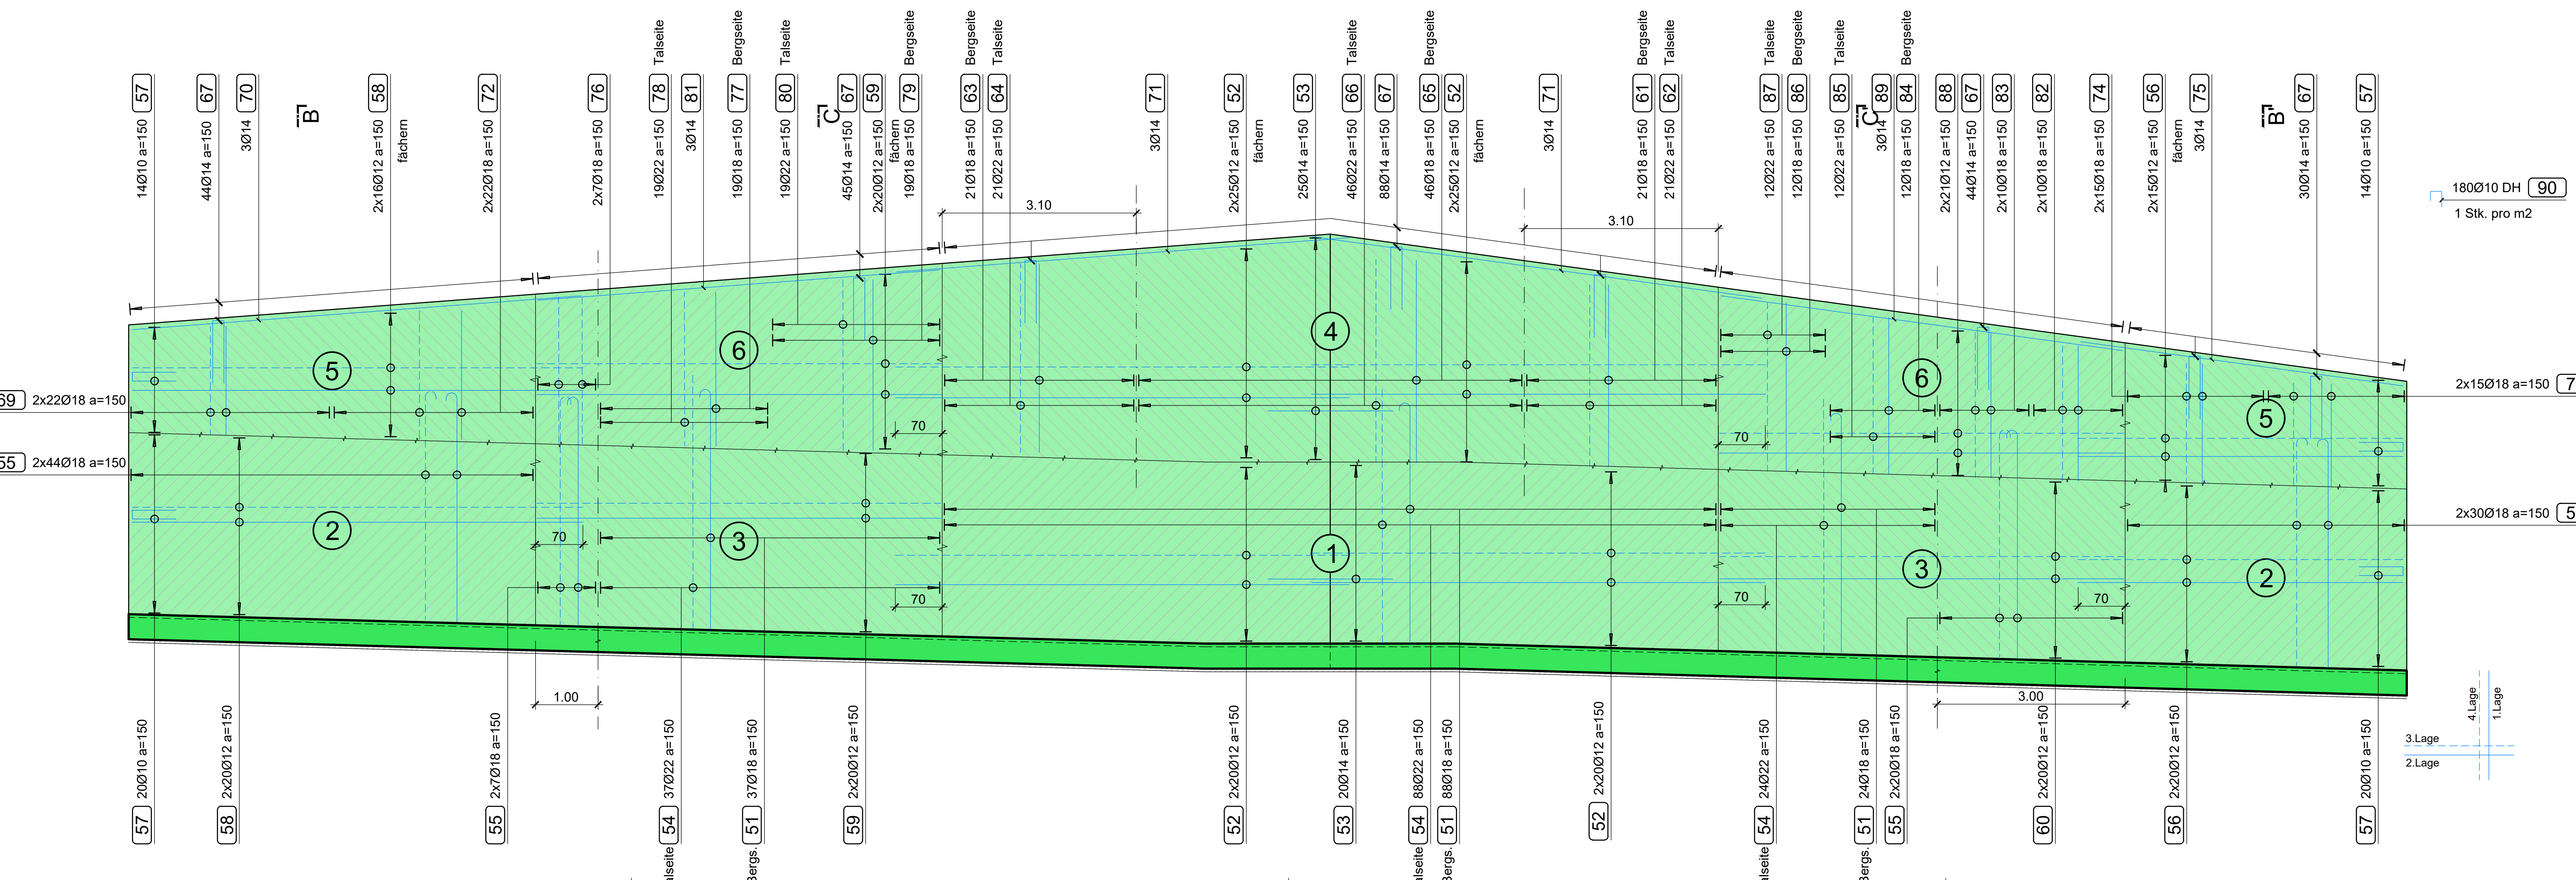 57 14Ø10 a=150
67 44Ø14 a=150
70 3Ø14
B
58 2x16Ø12 a=150
fächern
72 2x22Ø18 a=150
76 2x7Ø18 a=150
Talseite
78 19Ø22 a=150
81 3Ø14
Bergseite
77 19Ø18 a=150
Talseite
80 19Ø22 a=150
C
67 45Ø14 a=150
59 2x20Ø12 a=150
fächern
Bergseite
79 19Ø18 a=150
Bergseite
63 21Ø18 a=150
Talseite
64 21Ø22 a=150
71 3Ø14
52 2x25Ø12 a=150
fächern
53 25Ø14 a=150
Talseite
66 46Ø22 a=150
67 88Ø14 a=150
Bergseite
65 46Ø18 a=150
52 2x25Ø12 a=150
fächern
71 3Ø14
Bergseite
61 21Ø18 a=150
Talseite
62 21Ø22 a=150
Talseite
87 12Ø22 a=150
Bergseite
86 12Ø18 a=150
Talseite
85 12Ø22 a=150
C
89 3Ø14
Bergseite
84 12Ø18 a=150
88 2x21Ø12 a=150
67 44Ø14 a=150
83 2x10Ø18 a=150
82 2x10Ø18 a=150
74 2x15Ø18 a=150
56 2x15Ø12 a=150
fächern
75 3Ø14
B
67 30Ø14 a=150
57 14Ø10 a=150
180Ø10 DH 90
1 Stk. pro m2
3.10
3.10
4
6
5
6
5
69 2x22Ø18 a=150
2x15Ø18 a=150 7
70
70
55 2x44Ø18 a=150
2x30Ø18 a=150 5
2
70
3
1
3
2
70
70
70
1.00
3.00
57 20Ø10 a=150
58 2x20Ø12 a=150
55 2x7Ø18 a=150
54 37Ø22 a=150
alseite
51 37Ø18 a=150
Bergs.
59 2x20Ø12 a=150
52 2x20Ø12 a=150
53 20Ø14 a=150
54 88Ø22 a=150
alseite
51 88Ø18 a=150
Bergs.
52 2x20Ø12 a=150
54 24Ø22 a=150
alseite
51 24Ø18 a=150
Bergs.
55 2x20Ø18 a=150
60 2x20Ø12 a=150
56 2x20Ø12 a=150
57 20Ø10 a=150
4.Lage
1.Lage
3.Lage
2.Lage